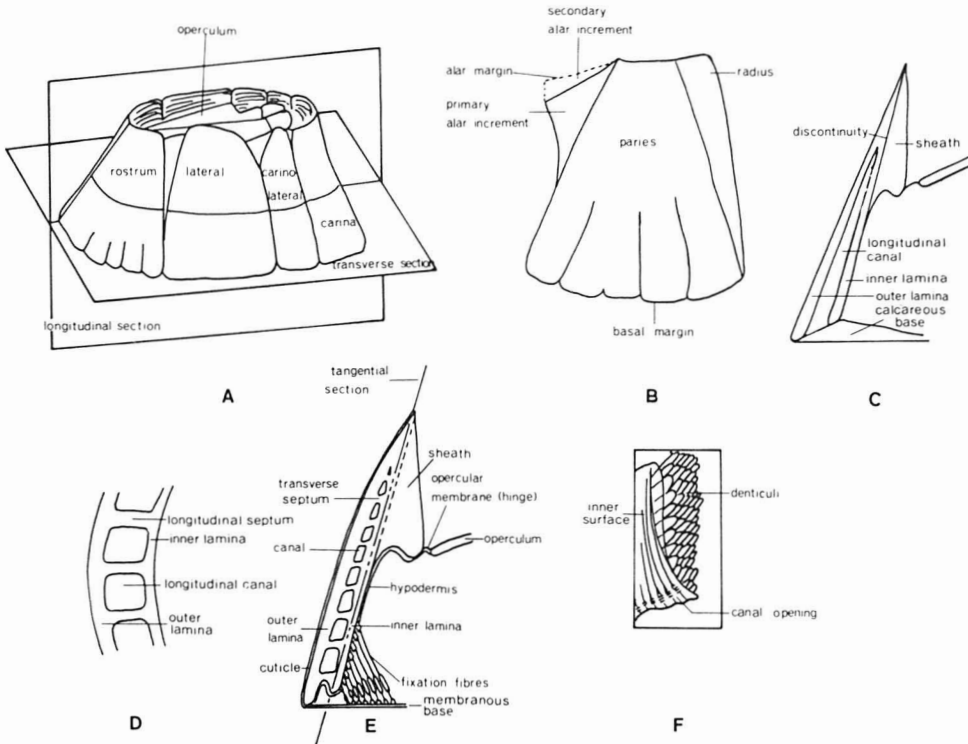 operculum
rostrum
lateral
carino
lateral
carina
transverse section
longitudinal section
A
secondary
alar increment
alar margin
primary
alar increment
radius
paries
basal margin
B
discontinuity
sheath
longitudinal
canal
inner lamina
outer lamina
calcareous
base
C
longitudinal septum
inner lamina
longitudinal canal
outer
lamina
D
tangential
section
sheath
transverse
septum
opercular
membrane (hinge)
canal
operculum
hypodermis
outer
lamina
inner lamina
cuticle
fixation fibres
membranous
base
E
denticuli
inner
surface
canal opening
F